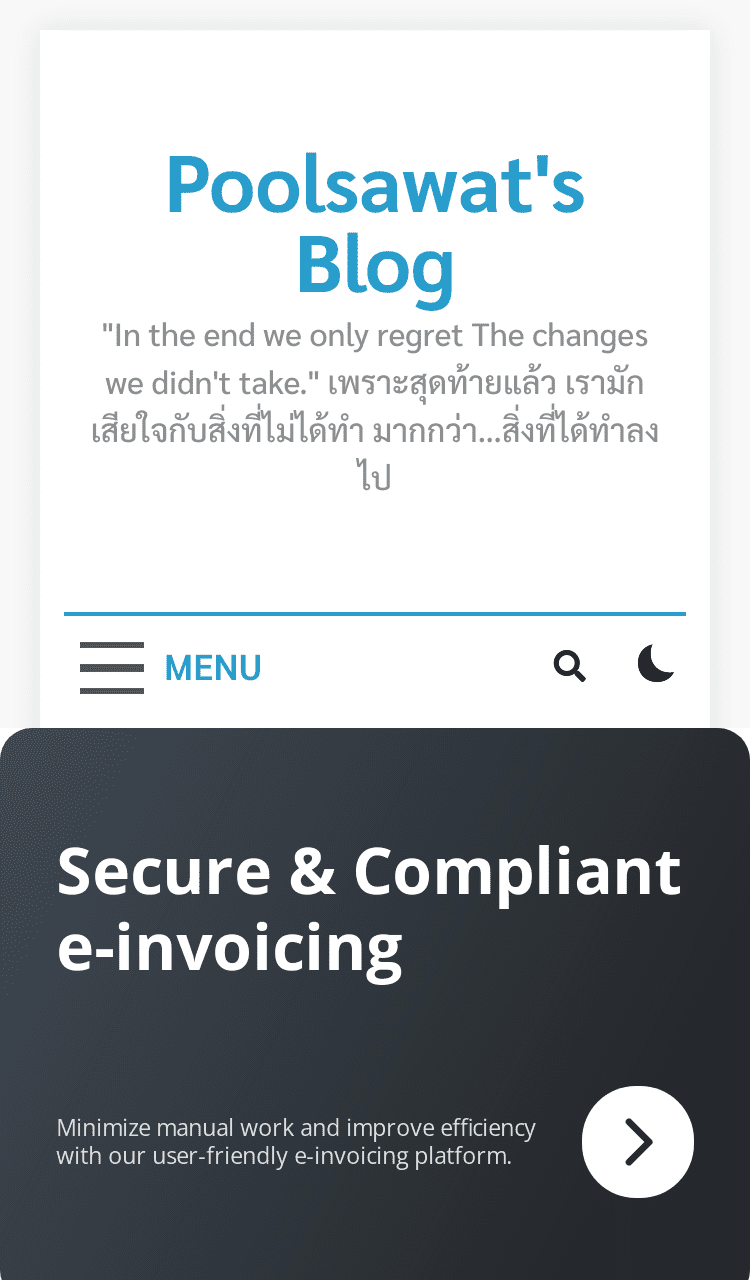 Poolsawat's
Blog
"In the end we only regret The changes
we didn't take." เพราะสุดท้ายแล้ว เรามัก
เสียใจกับสิ่งที่ไม่ได้ทำ มากกว่า...สิ่งที่ได้ทำลง
ไป
MENU
Secure & Compliant
e-invoicing
Minimize manual work and improve efficiency
with our user-friendly e-invoicing platform.